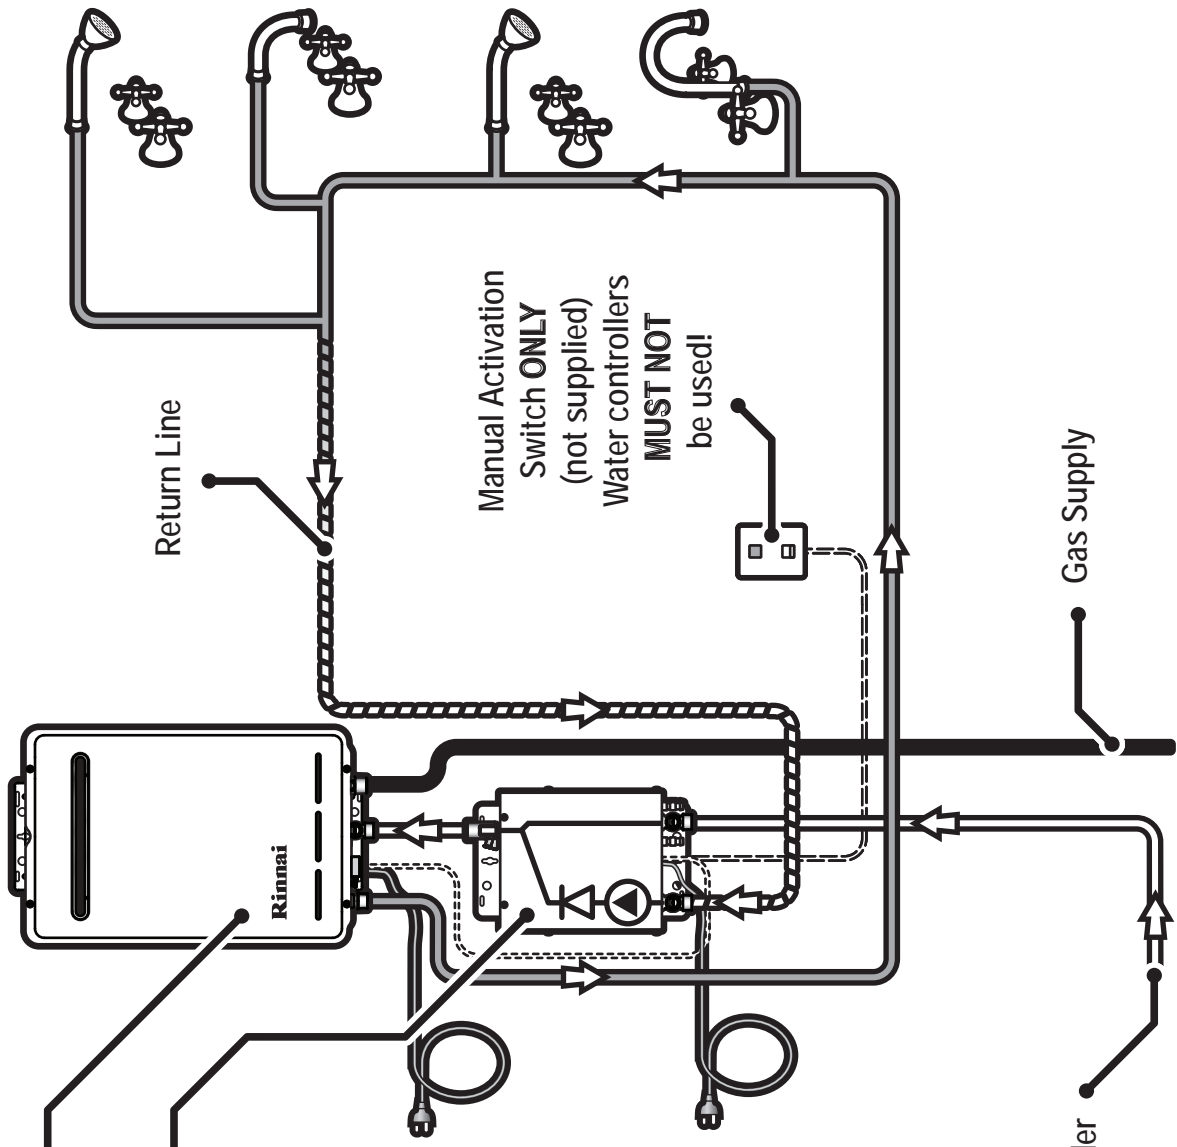 Return Line
Manual Activation
Switch ONLY
(not supplied)
Water controllers
MUST NOT
be used!
Gas Supply
Rinnai